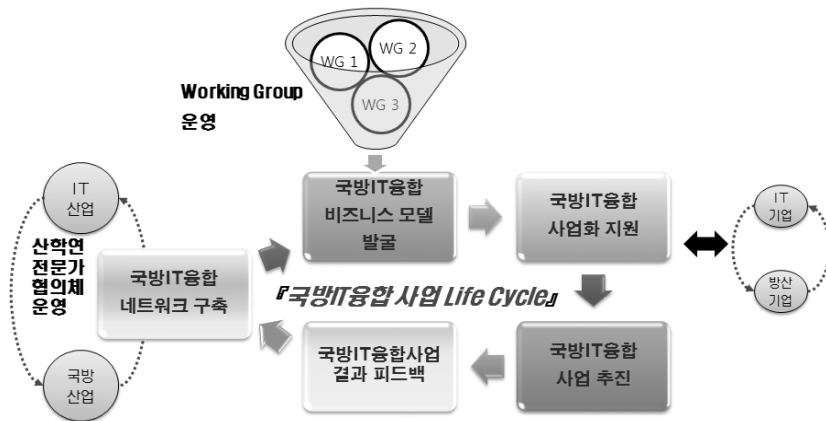 WG 1
WG 2
WG 3
Working Group
운영
국방IT융합
비즈니스 모델
발굴
국방IT융합
사업화 지원
IT
기업
방산
기업
IT
산업
산학연
전문가
협의체
운영
국방
산업
국방IT융합
네트워크 구축
『국방IT융합 사업 Life Cycle』
국방IT융합사업
결과 피드백
국방IT융합
사업 추진